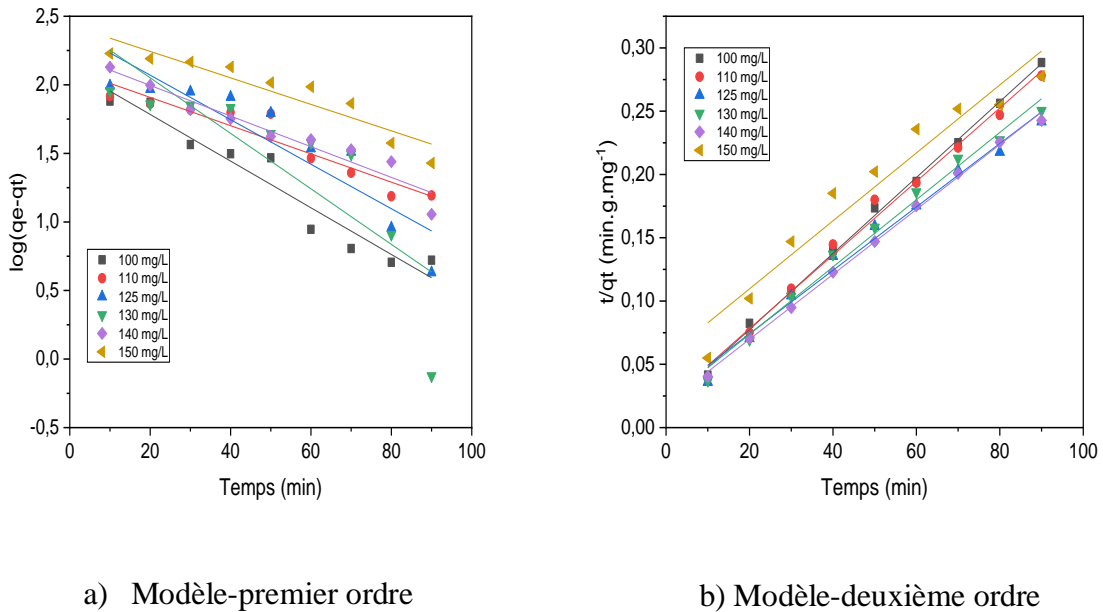 2,5
2,0
1,5
1,0
0,5
0,0
-0,5
log(qe-qt)
100 mg/L
110 mg/L
125 mg/L
130 mg/L
140 mg/L
150 mg/L
0 20 40 60 80 100
Temps (min)
a) Modèle-premier ordre
0,30
0,25
0,20
0,15
0,10
0,05
0,00
t/qt (min.g.mg-1)
100 mg/L
110 mg/L
125 mg/L
130 mg/L
140 mg/L
150 mg/L
0 20 40 60 80 100
Temps (min)
b) Modèle-deuxième ordre